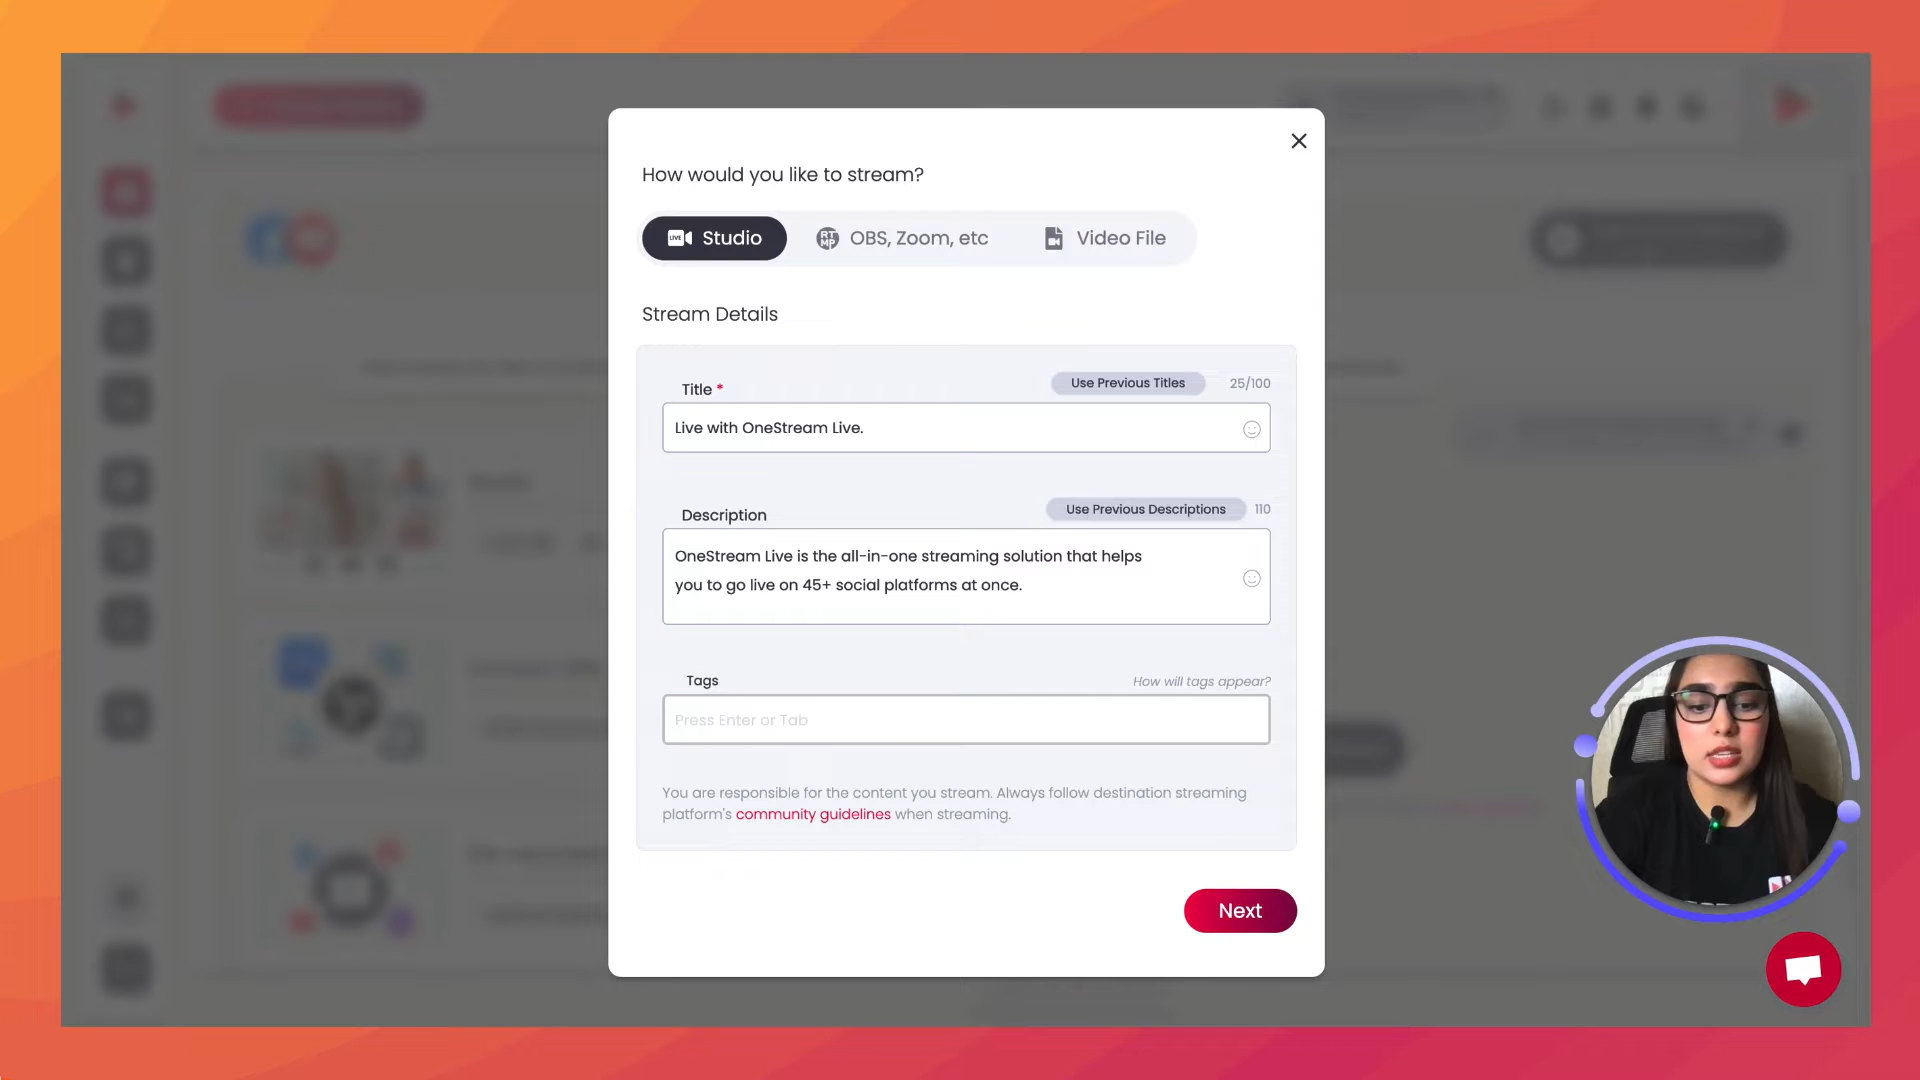 How would you like to stream?
LIVE Studio
RTMP OBS, Zoom, etc
Video File
Stream Details
Title *
Use Previous Titles
25/100
Live with OneStream Live.
Description
Use Previous Descriptions
110
OneStream Live is the all-in-one streaming solution that helps
you to go live on 45+ social platforms at once.
Tags
How will tags appear?
Press Enter or Tab
You are responsible for the content you stream. Always follow destination streaming
platform's community guidelines when streaming.
Next